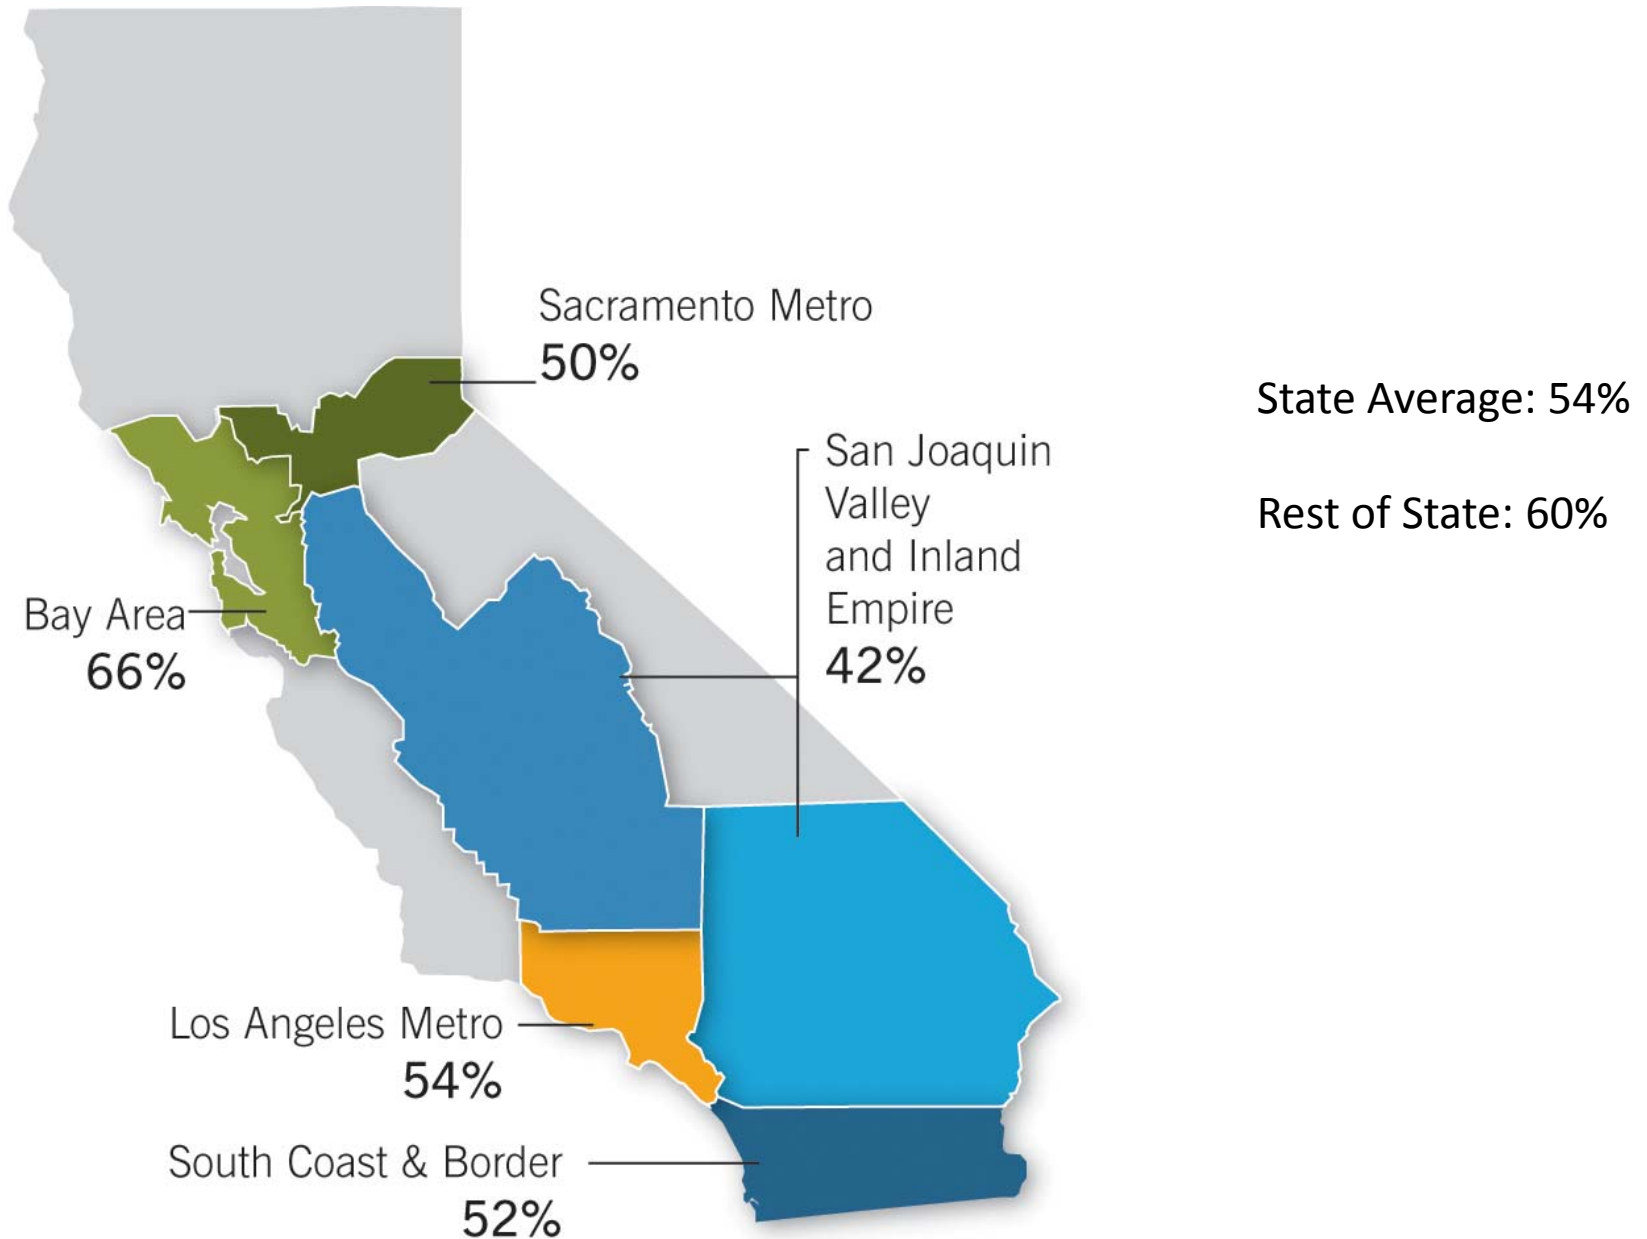 Sacramento Metro
50%
State Average: 54%
San Joaquin
Valley
and Inland
Empire
42%
Rest of State: 60%
Bay Area
66%
Los Angeles Metro
54%
South Coast & Border
52%